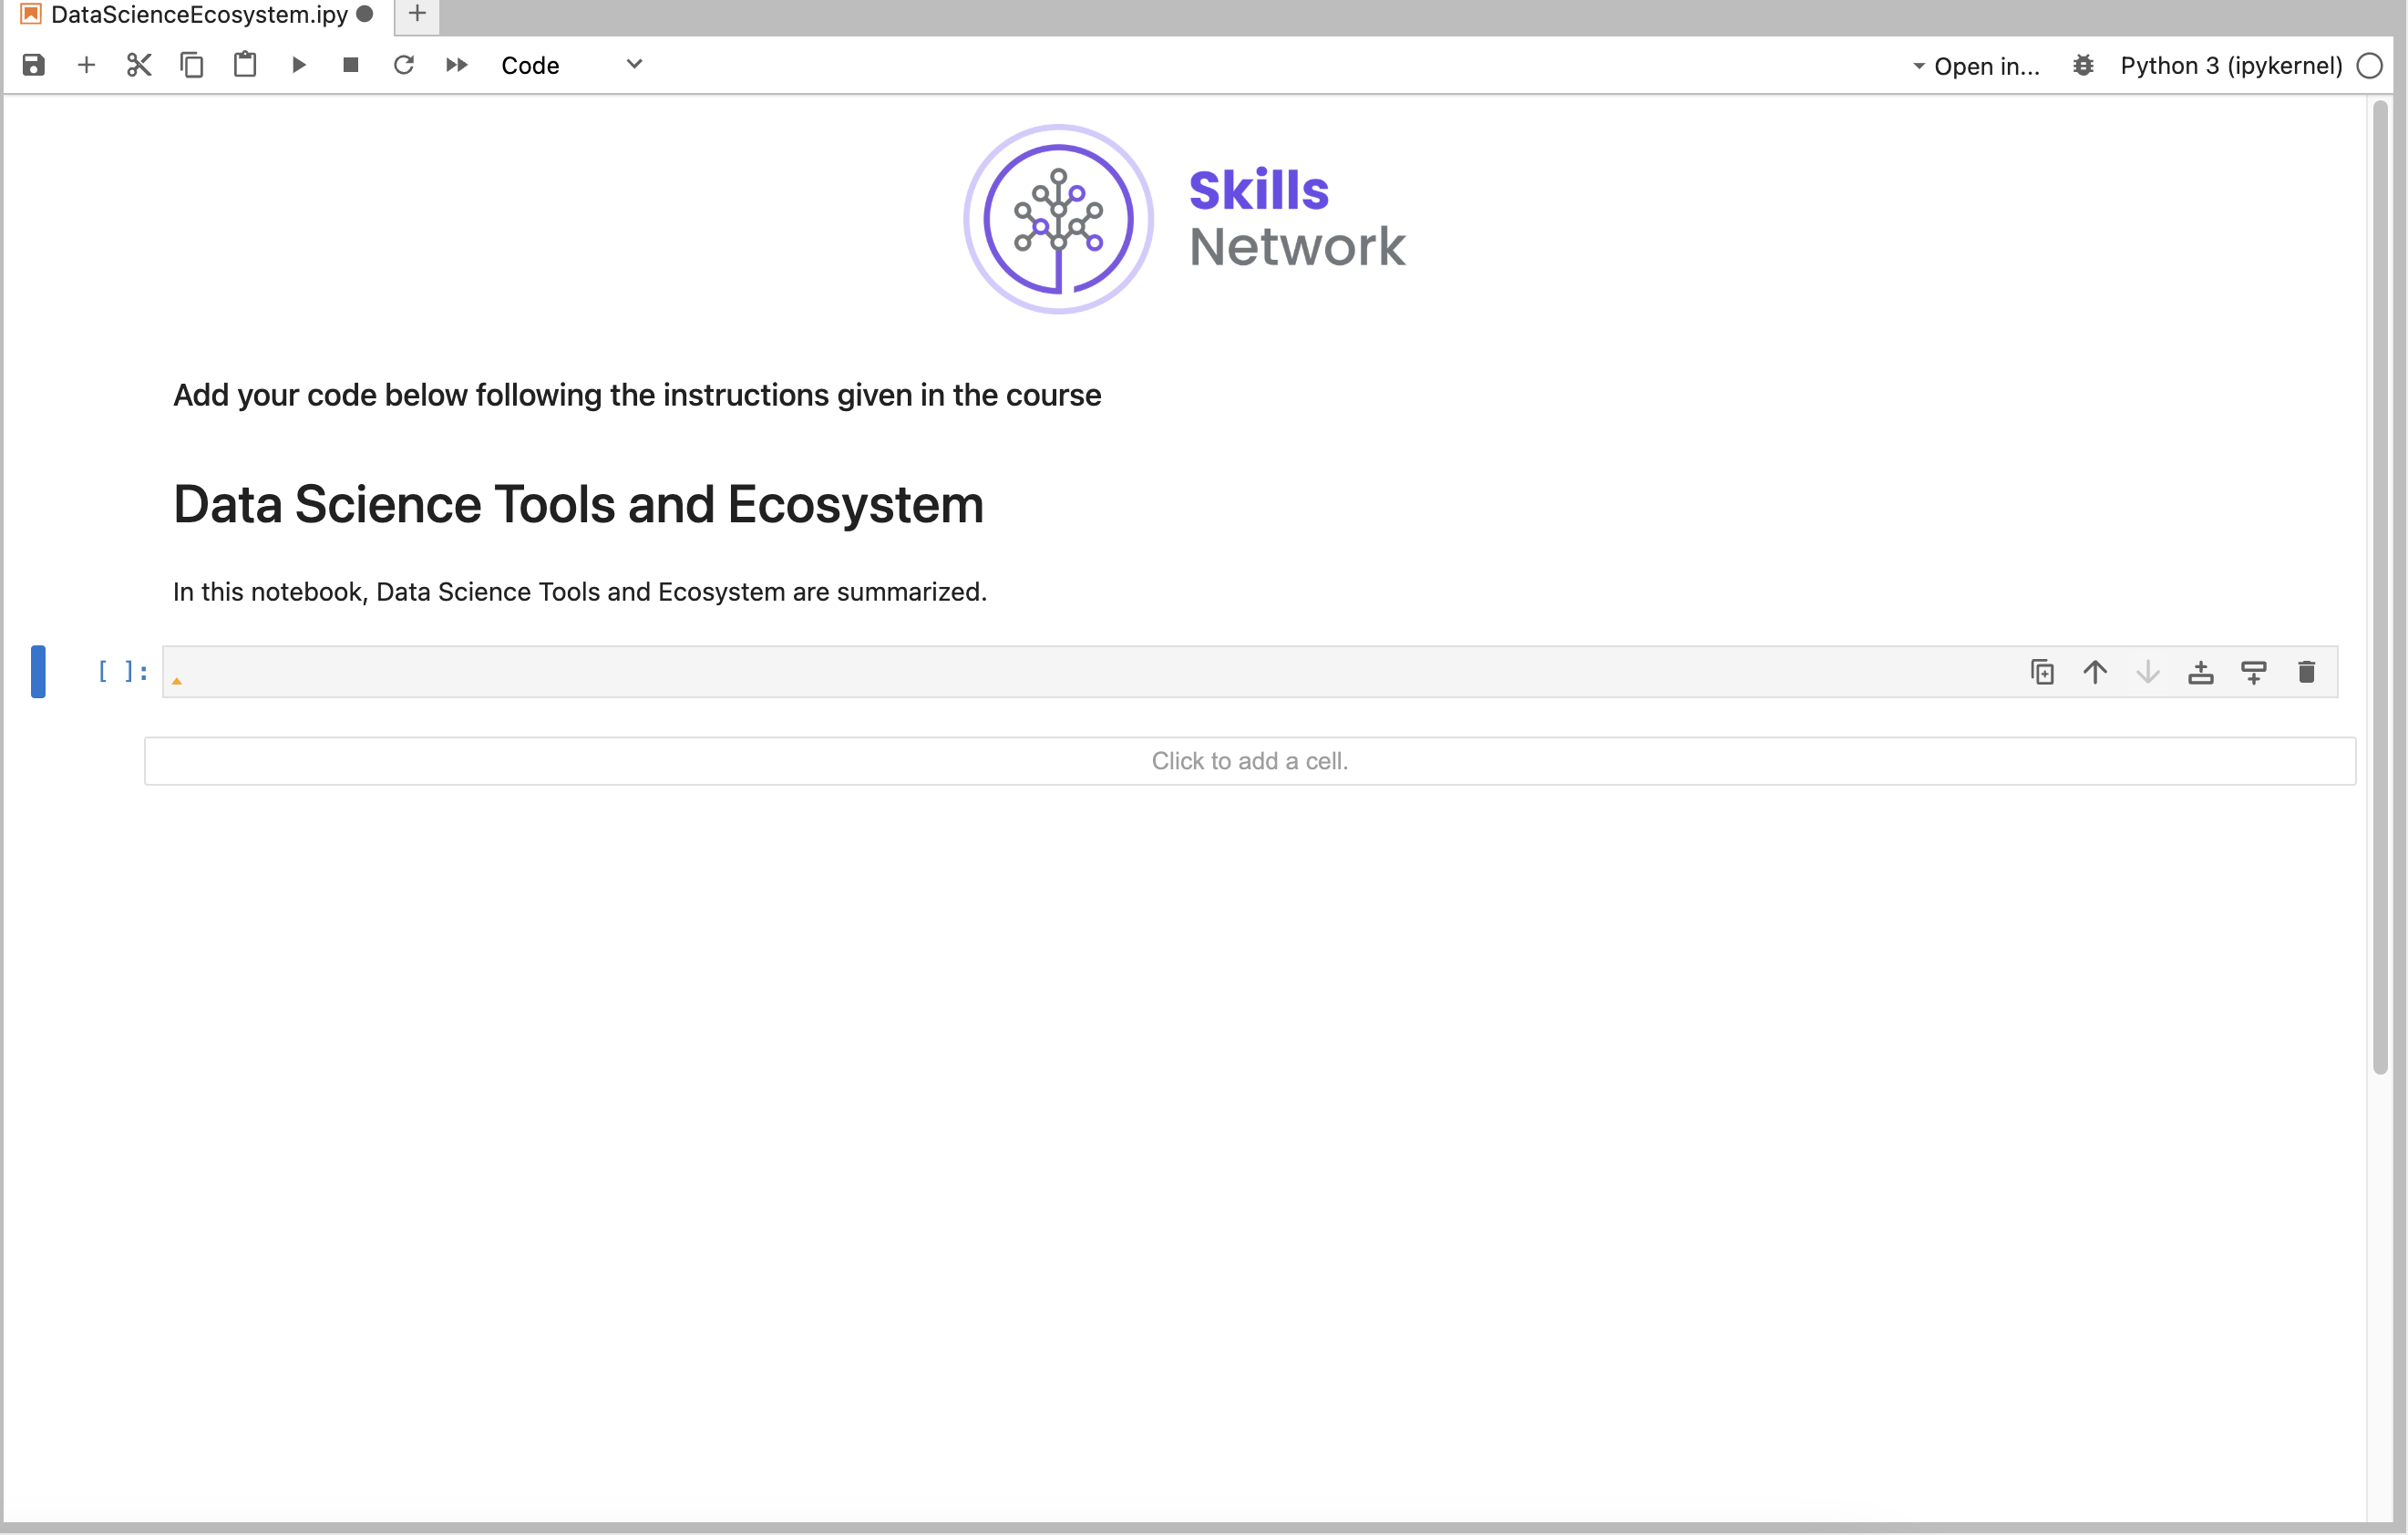 DataScienceEcosystem.ipy
Code
Open in...
Python 3 (ipykernel)
Skills
Network
Add your code below following the instructions given in the course
Data Science Tools and Ecosystem
In this notebook, Data Science Tools and Ecosystem are summarized.
[ ]:
Click to add a cell.